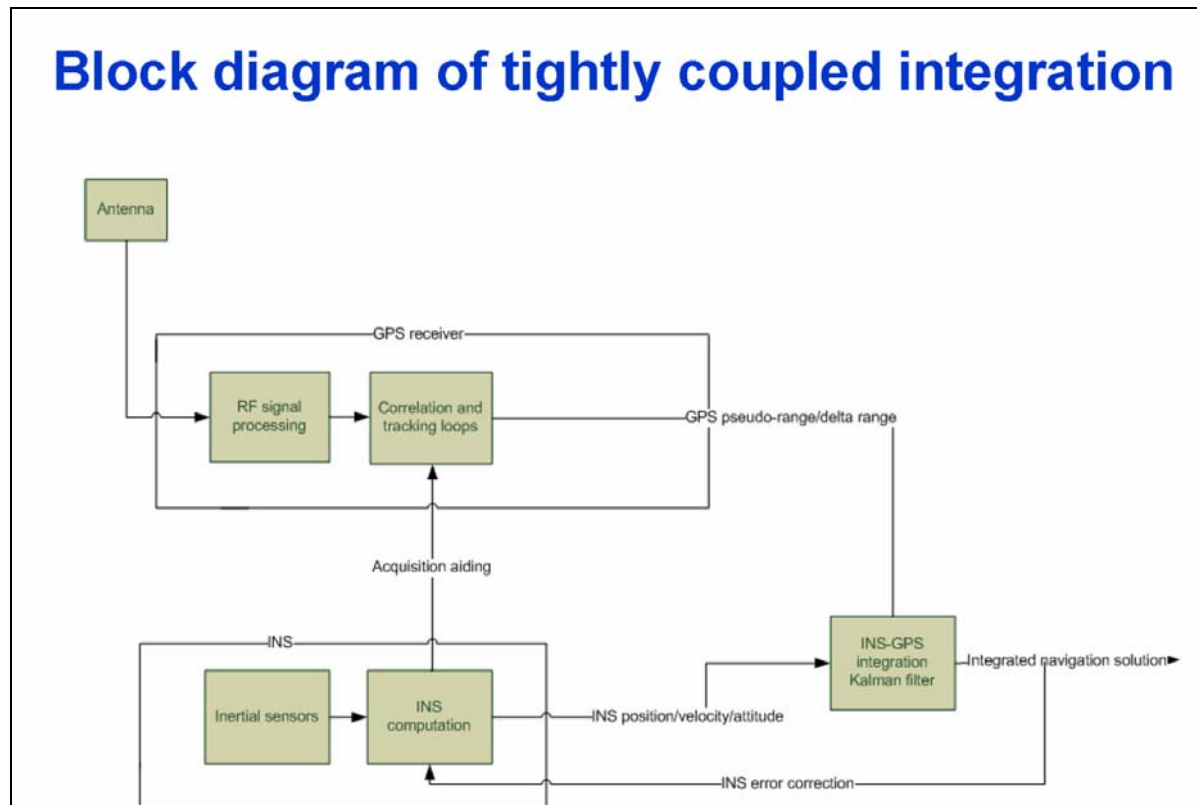 Block diagram of tightly coupled integration
Antenna
GPS receiver
RF signal
processing
Correlation and
tracking loops
GPS pseudo-range/delta range
Acquisition aiding
INS
INS-GPS
integration
Kalman filter
Integrated navigation solution
Inertial sensors
INS
computation
INS position/velocity/attitude
INS error correction